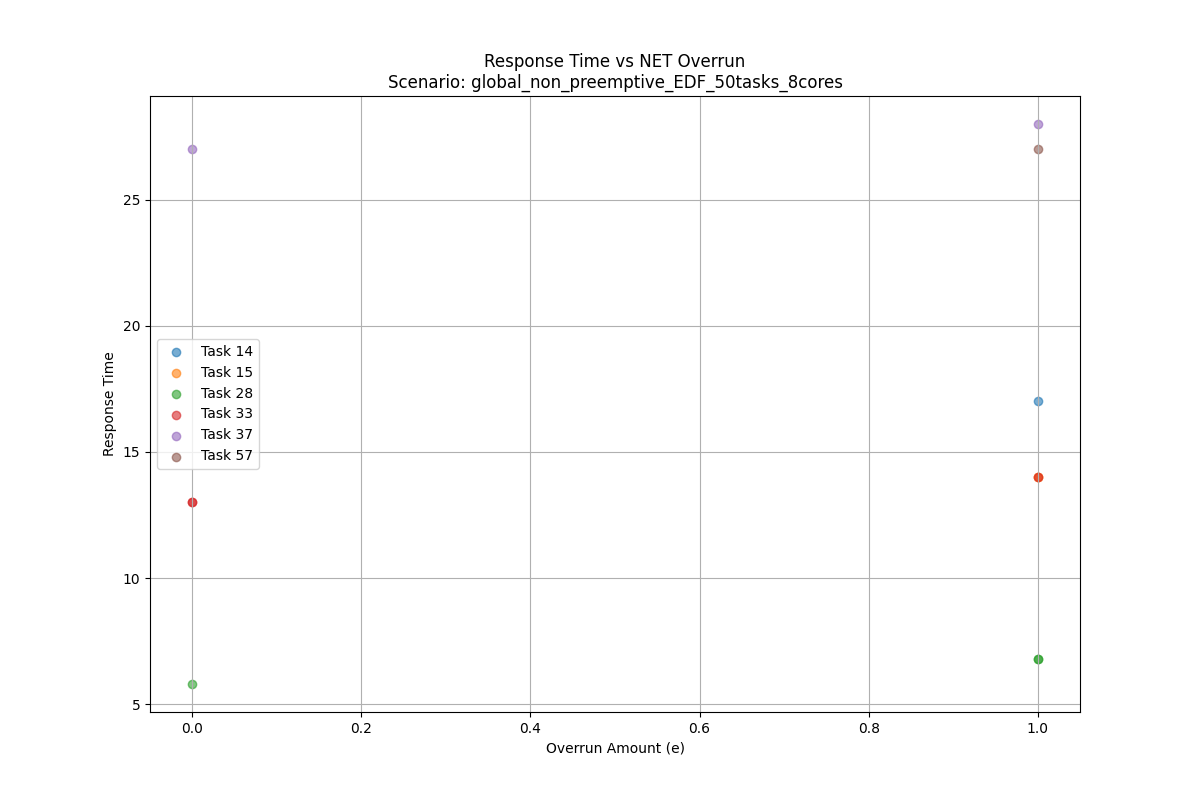 Response Time vs NET Overrun
Scenario: global_non_preemptive_EDF_50tasks_8cores
Response Time
25
20
15
10
5
Task 14
Task 15
Task 28
Task 33
Task 37
Task 57
0.0 0.2 0.4 0.6 0.8 1.0
Overrun Amount (e)